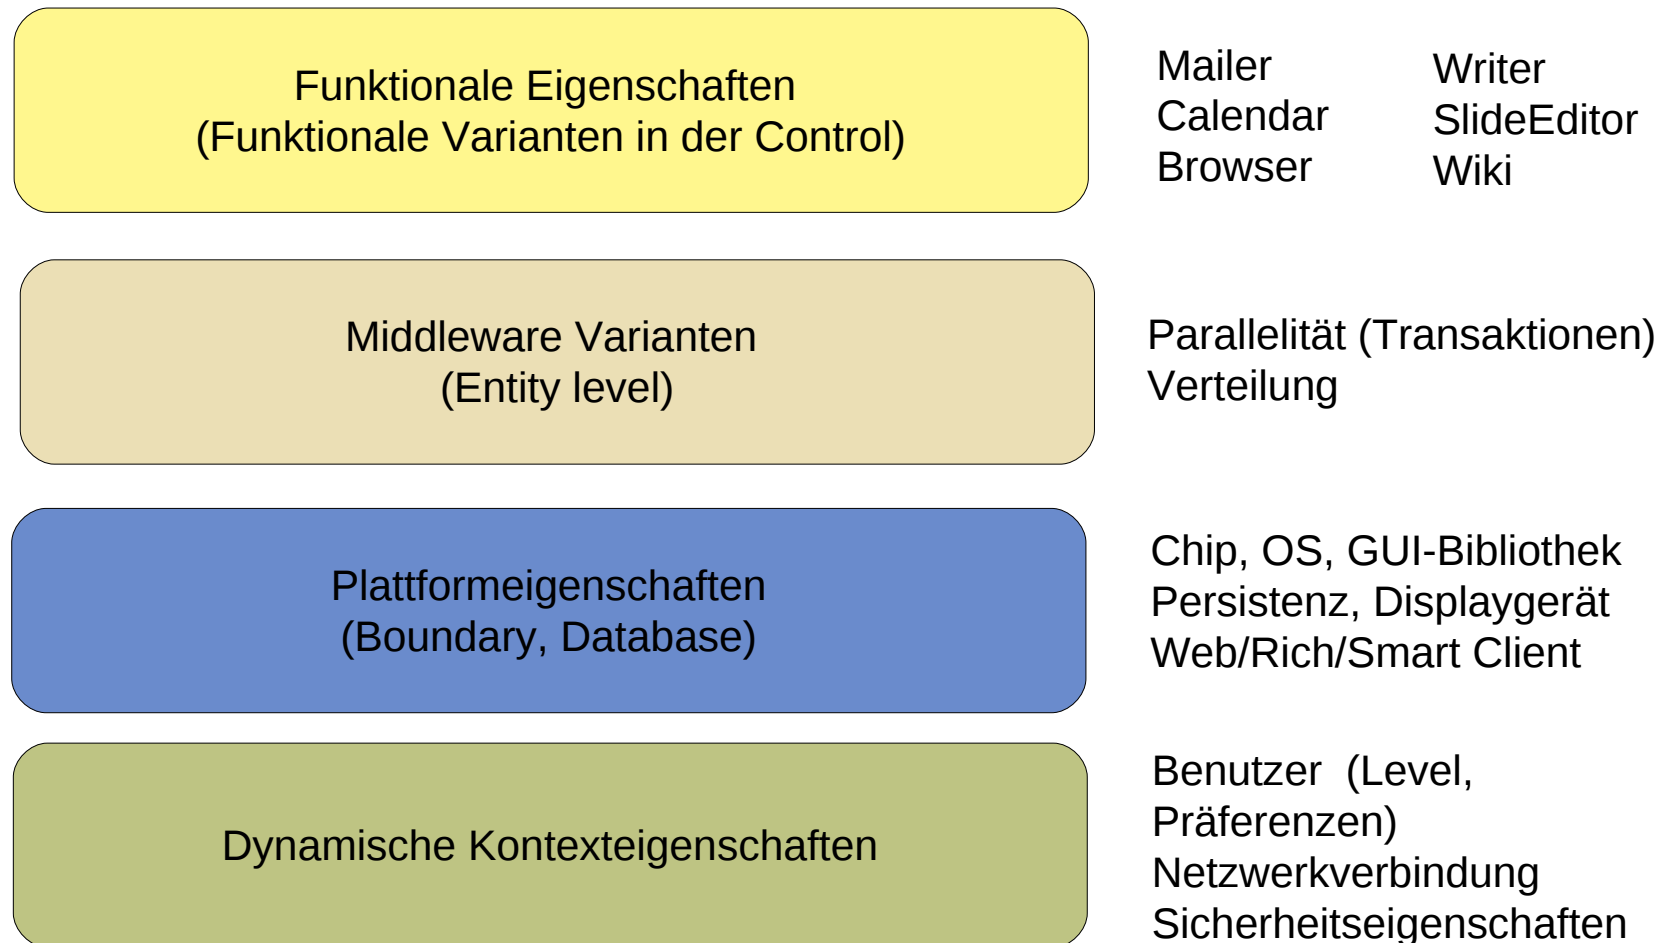 Funktionale Eigenschaften
(Funktionale Varianten in der Control)
Mailer
Calendar
Browser
Writer
SlideEditor
Wiki
Middleware Varianten
(Entity level)
Parallelität (Transaktionen)
Verteilung
Plattformeigenschaften
(Boundary, Database)
Chip, OS, GUI-Bibliothek
Persistenz, Displaygerät
Web/Rich/Smart Client
Dynamische Kontexteigenschaften
Benutzer  (Level,
Präferenzen)
Netzwerkverbindung
Sicherheitseigenschaften